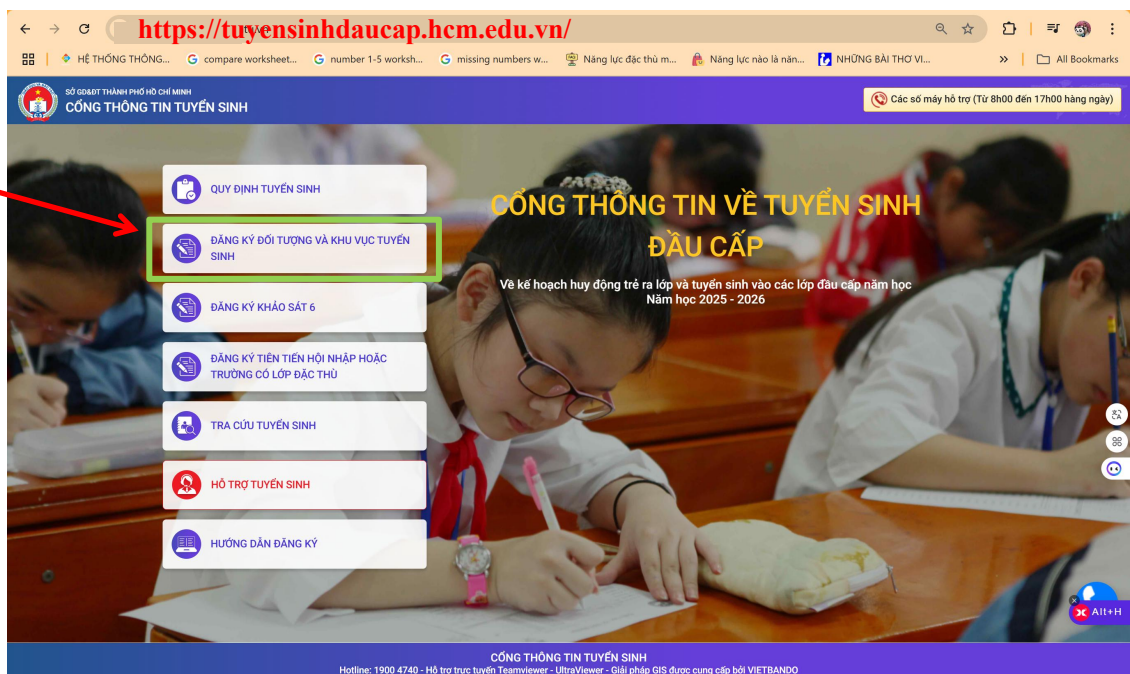 https://tuyensinhdaucap.hcm.edu.vn/
HỆ THỐNG THÔNG...
compare worksheet...
number 1-5 worksh...
missing numbers w...
Năng lực đặc thù m...
Năng lực nào là năn...
NHỮNG BÀI THƠ VI...
All Bookmarks
SỞ GD&ĐT THÀNH PHỐ HỒ CHÍ MINH
CỔNG THÔNG TIN TUYỂN SINH
Các số máy hỗ trợ (Từ 8h00 đến 17h00 hàng ngày)
QUY ĐỊNH TUYỂN SINH
ĐĂNG KÝ ĐỐI TƯỢNG VÀ KHU VỰC TUYỂN
SINH
ĐĂNG KÝ KHẢO SÁT 6
ĐĂNG KÝ TIÊN TIẾN HỘI NHẬP HOẶC
TRƯỜNG CÓ LỚP ĐẶC THÙ
TRA CỨU TUYỂN SINH
HỖ TRỢ TUYỂN SINH
HƯỚNG DẪN ĐĂNG KÝ
CỔNG THÔNG TIN VỀ TUYỂN SINH
ĐẦU CẤP
Về kế hoạch huy động trẻ ra lớp và tuyển sinh vào các lớp đầu cấp năm học
Năm học 2025 - 2026
Alt+H
CỔNG THÔNG TIN TUYỂN SINH
Hotline: 1900 4740 - Hỗ trợ trực tuyến Teamviewer - UltraViewer - Giải pháp GIS được cung cấp bởi VIETBANDO